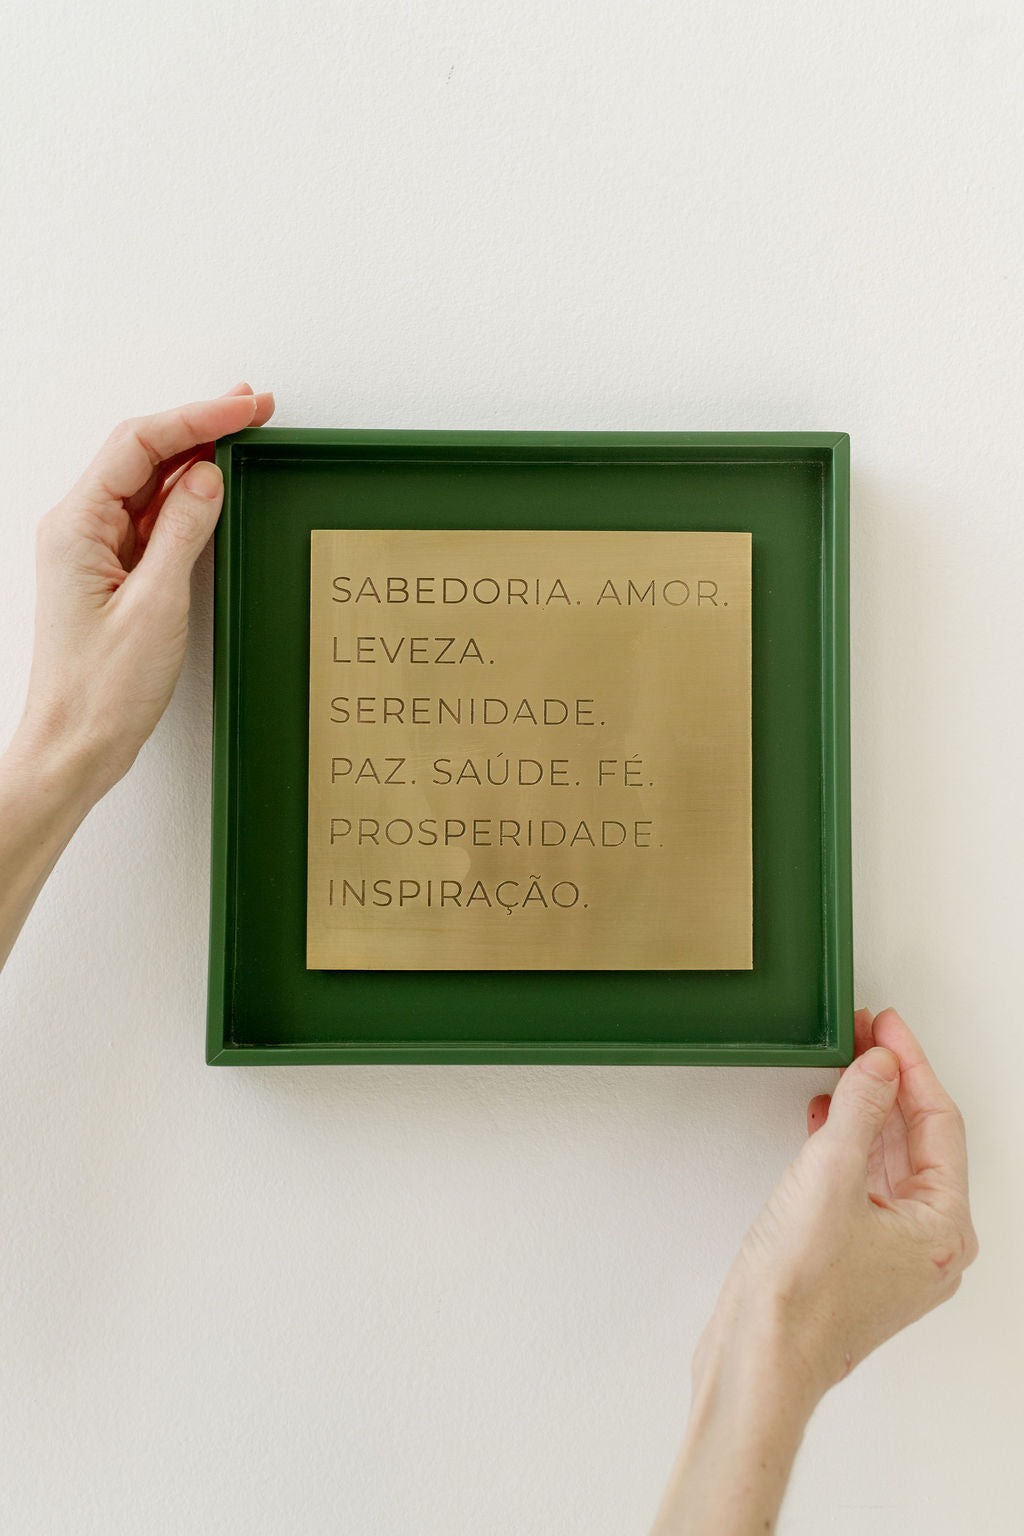 SABEDORIA. AMOR.
LEVEZA.
SERENIDADE.
PAZ. SAÚDE. FÉ.
PROSPERIDADE.
INSPIRAÇÃO.